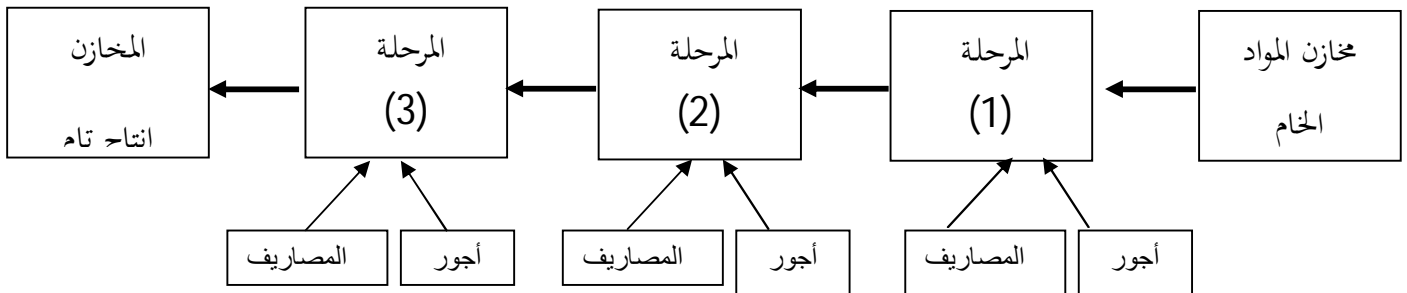 مخازن المواد
الخام
المرحلة
(1)
المرحلة
(2)
المرحلة
(3)
المخازن
انتاج تام
أجور
المصاريف
أجور
المصاريف
أجور
المصاريف